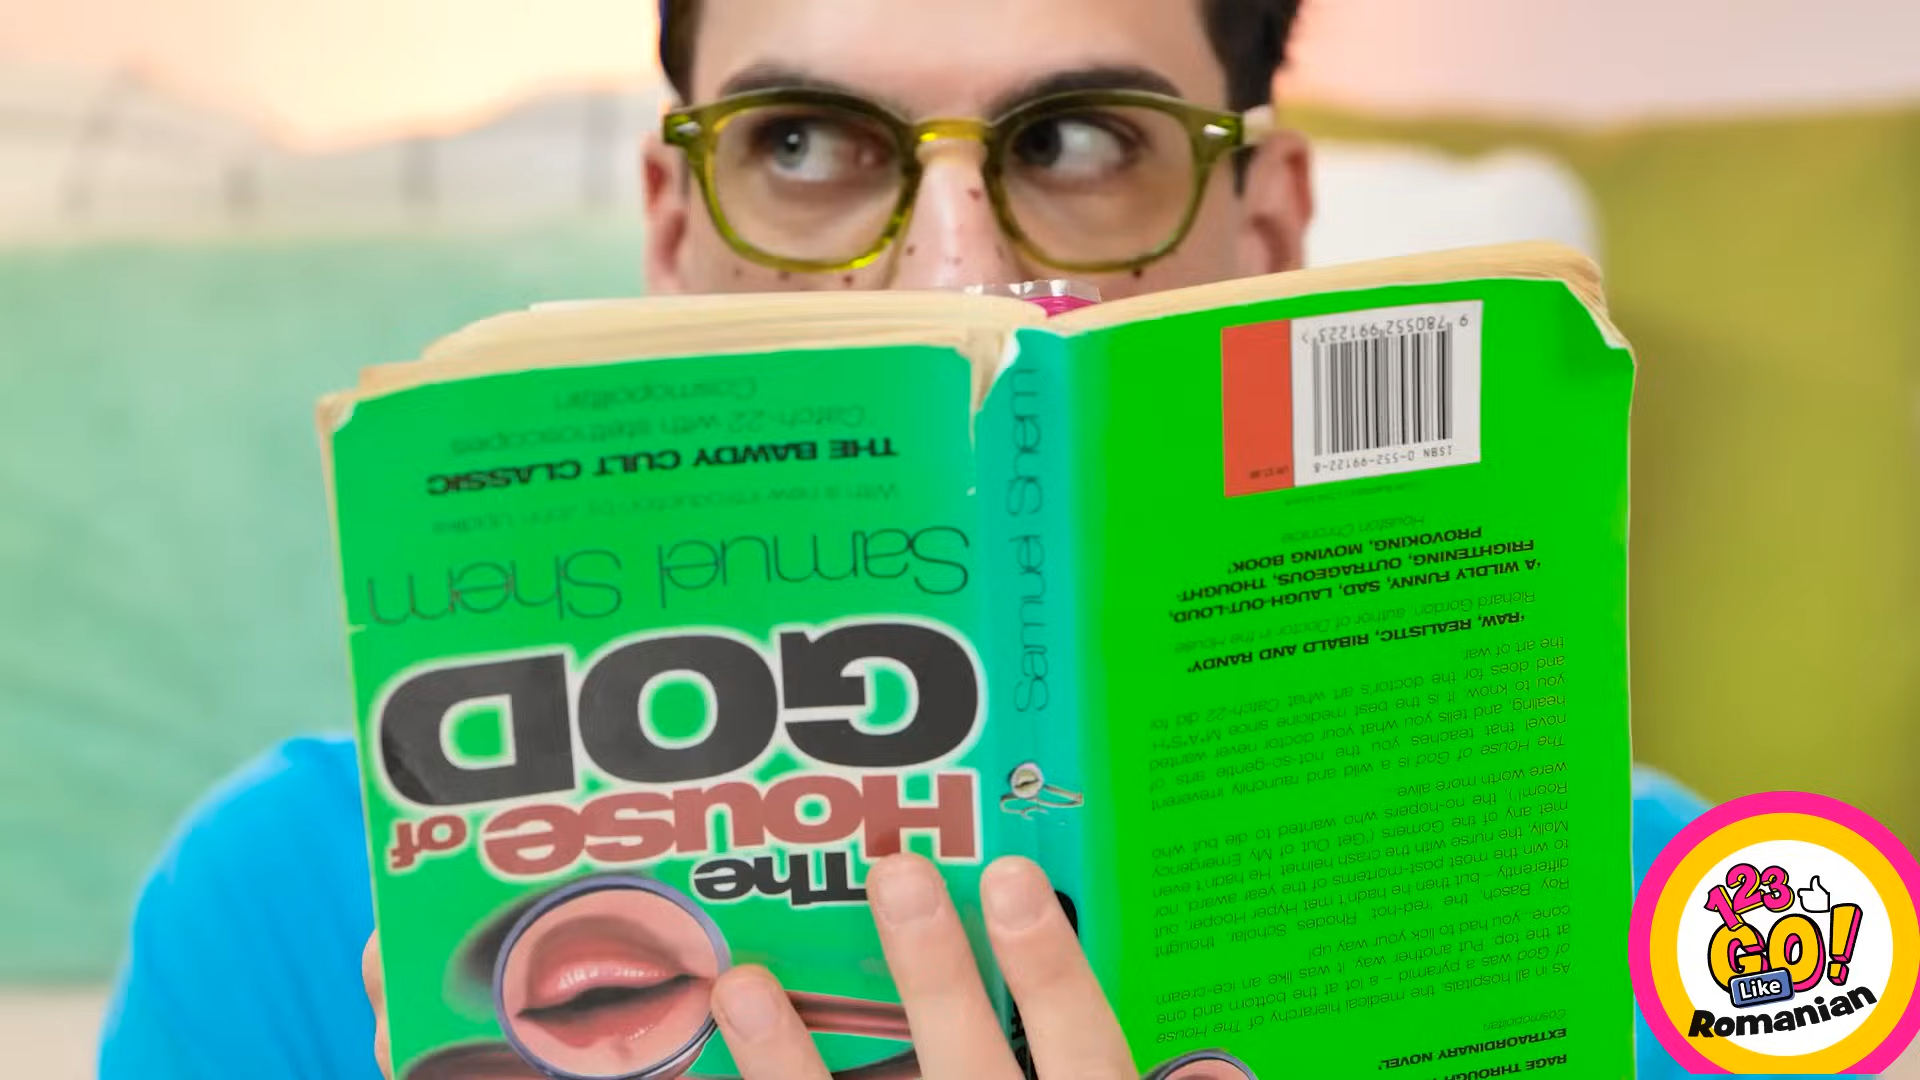 The
House of
GOD
Samuel Shem
With a new introduction by John Updike
THE BAWDY CULT CLASSIC
'Catch-22 with stethoscopes'
Cosmopolitan
Samuel Shem
RAGE THROUGH
EXTRAORDINARY NOVEL'
Cosmopolitan
As in all hospitals, the medical hierarchy of The House
of God was a pyramid – a lot at the bottom and one
at the top. Put another way, it was like an ice-cream
cone: you had to lick your way up!
Roy Basch, the 'red-hot' Rhodes Scholar, thought
differently – but then he hadn't met Hyper Hooper, out
to win the most post-mortems of the year award, nor
Molly, the nurse with the crash helmet. He hadn't even
met any of the Gomers ('Get Out of My Emergency
Room!') the no-hopers who wanted to die but who
were worth more alive.
The House of God is a wild and raunchily irreverent
novel that teaches you the not-so-gentle arts of
healing, and tells you what your doctor never wanted
you to know. It is the best medicine since M*A*S*H
and does for the doctor's art what Catch-22 did for
the art of war.
'RAW, REALISTIC, RIBALD AND RANDY'
Richard Gordon, author of Doctor in the House
'A WILDLY FUNNY, SAD, LAUGH-OUT-LOUD,
FRIGHTENING, OUTRAGEOUS, THOUGHT-
PROVOKING, MOVING BOOK'
Houston Chronicle
ISBN 0-552-99122-8
9 780552 991223 >
123
GO!
Like
Romanian